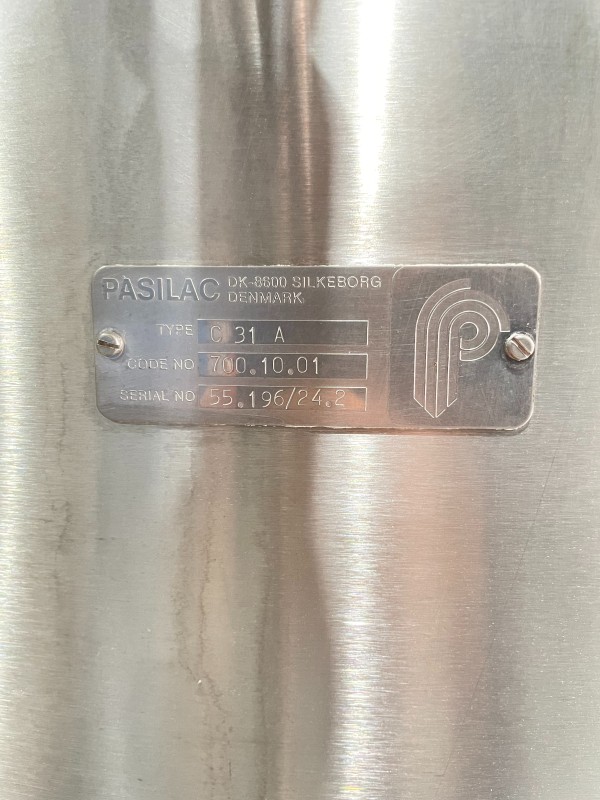 PASILAC DK-8600 SILKEBORG
DENMARK
TYPE C 31 A
CODE NO 700.10.01
SERIAL NO 55.196/24.2